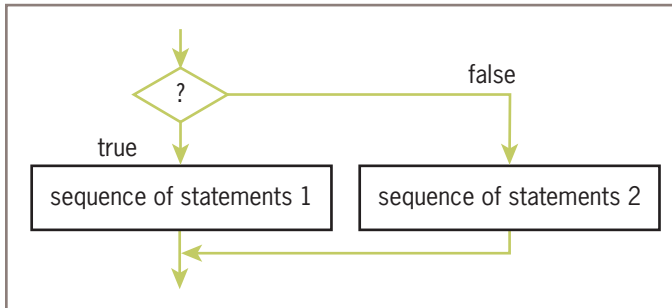 ?
false
true
sequence of statements 1
sequence of statements 2